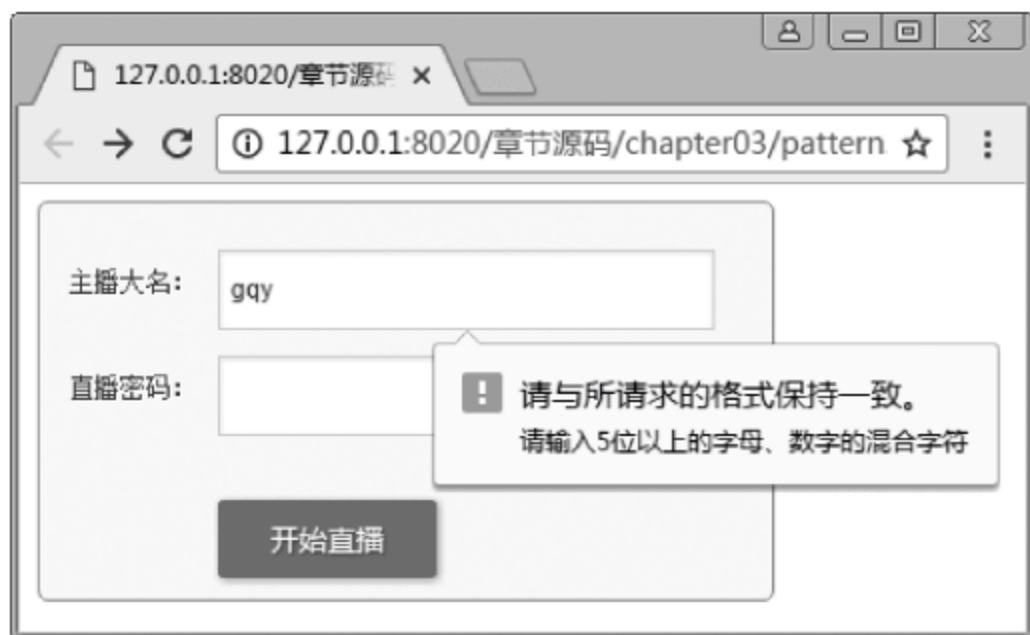 127.0.0.1:8020/章节源码
127.0.0.1:8020/章节源码/chapter03/pattern
主播大名：
gqy
直播密码：
请与所请求的格式保持一致。
请输入5位以上的字母、数字的混合字符
开始直播